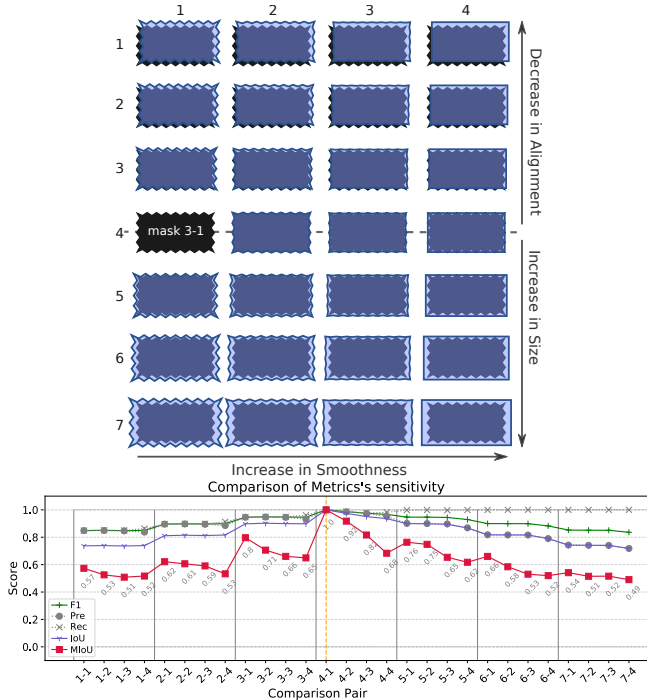 1 2 3 4
1
2
3
4 mask 3-1
5
6
7
Decrease in Alignment
Increase in Size
Increase in Smoothness
Comparison of Metrics's sensitivity
Score
1.0
0.8
0.6
0.4
0.2
0.0
0.57 0.53 0.51 0.52 0.62 0.61 0.59 0.53 0.8 0.71 0.66 0.65 1.0 0.92 0.82 0.68 0.76 0.75 0.65 0.62 0.66 0.58 0.53 0.52 0.54 0.52 0.52 0.49
F1
Pre
Rec
IoU
MIoU
1-1 1-2 1-3 1-4 2-1 2-2 2-3 2-4 3-1 3-2 3-3 3-4 4-1 4-2 4-3 4-4 5-1 5-2 5-3 5-4 6-1 6-2 6-3 6-4 7-1 7-2 7-3 7-4
Comparison Pair